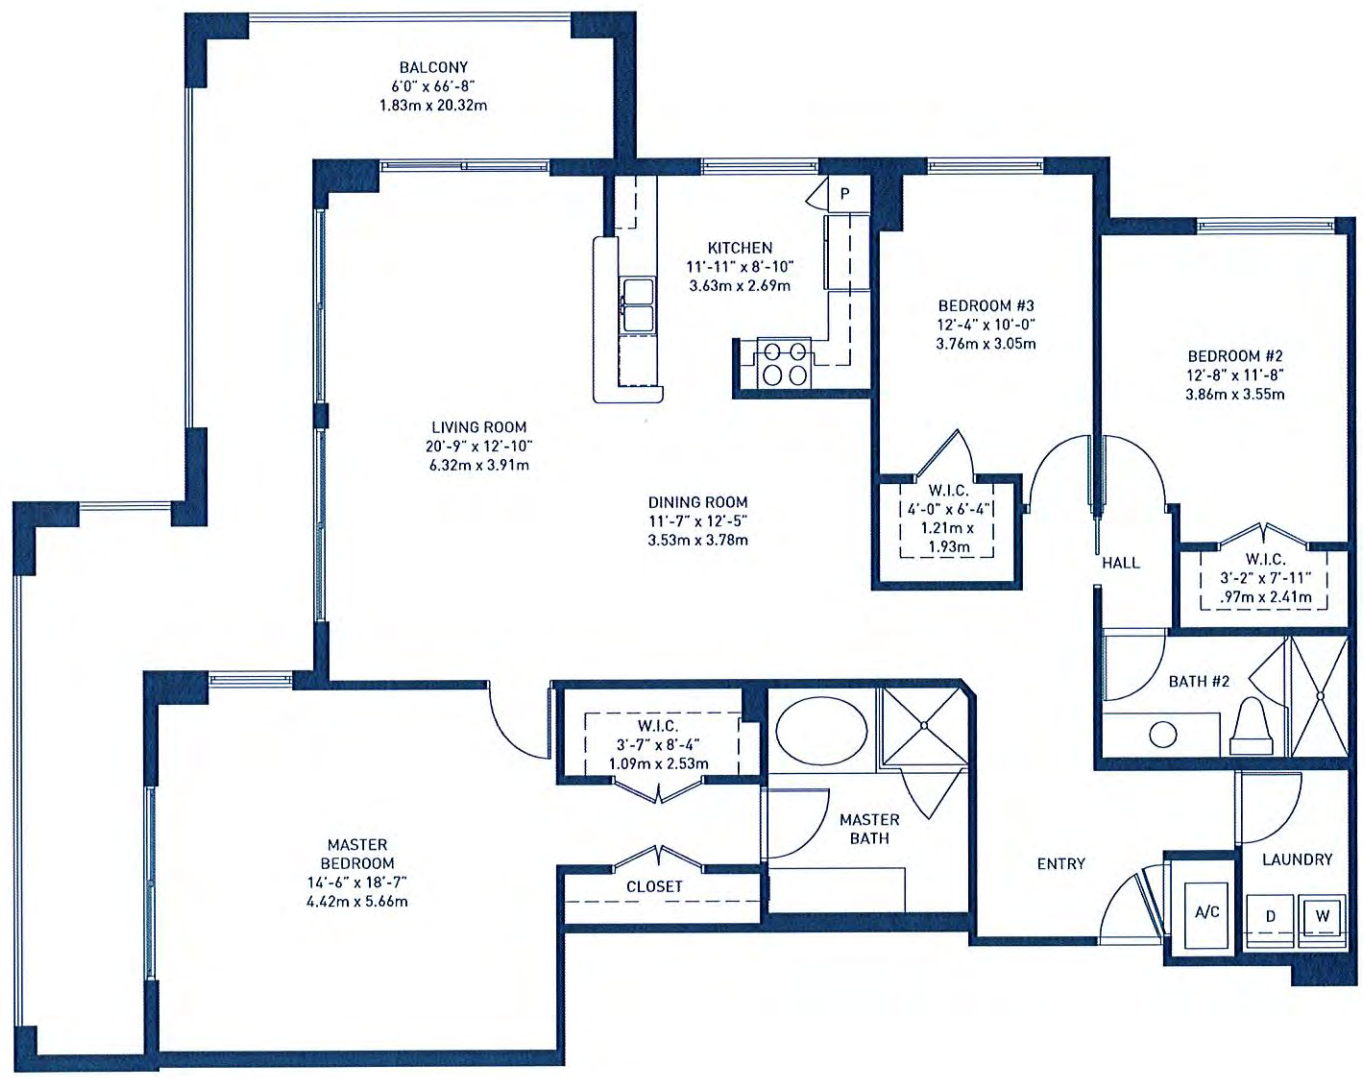 BALCONY
6'0" x 66'-8"
1.83m x 20.32m
P
KITCHEN
11'-11" x 8'-10"
3.63m x 2.69m
BEDROOM #3
12'-4" x 10'-0"
3.76m x 3.05m
BEDROOM #2
12'-8" x 11'-8"
3.86m x 3.55m
LIVING ROOM
20'-9" x 12'-10"
6.32m x 3.91m
DINING ROOM
11'-7" x 12'-5"
3.53m x 3.78m
W.I.C.
4'-0" x 6'-4"
1.21m x
1.93m
HALL
W.I.C.
3'-2" x 7'-11"
.97m x 2.41m
BATH #2
W.I.C.
3'-7" x 8'-4"
1.09m x 2.53m
MASTER
BATH
MASTER
BEDROOM
14'-6" x 18'-7"
4.42m x 5.66m
CLOSET
ENTRY
LAUNDRY
A/C
D
W